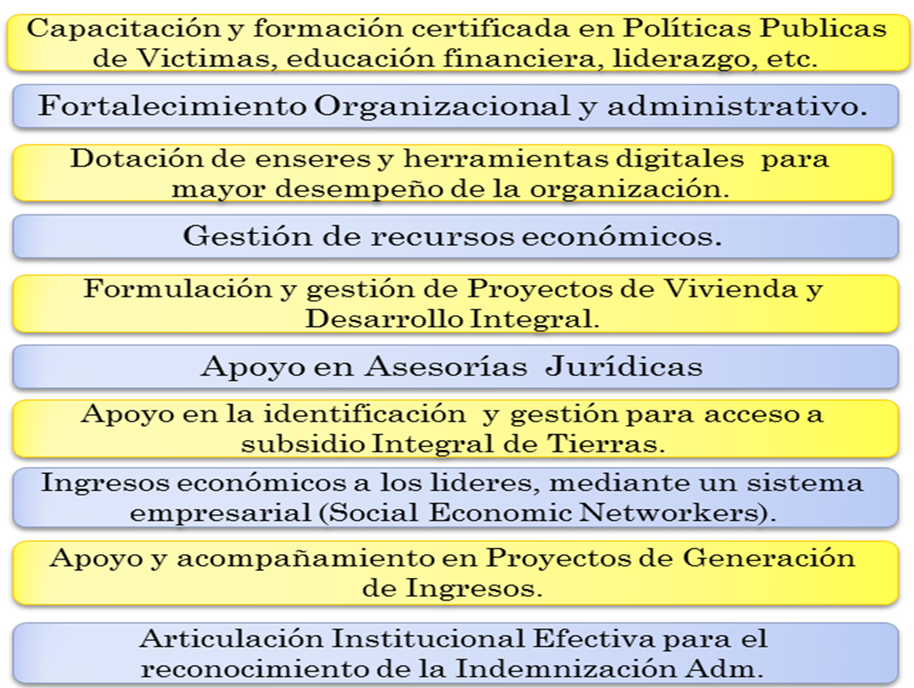 Capacitación y formación certificada en Políticas Publicas
de Victimas, educación financiera, liderazgo, etc.
Fortalecimiento Organizacional y administrativo.
Dotación de enseres y herramientas digitales para
mayor desempeño de la organización.
Gestión de recursos económicos.
Formulación y gestión de Proyectos de Vivienda y
Desarrollo Integral.
Apoyo en Asesorías Jurídicas
Apoyo en la identificación y gestión para acceso a
subsidio Integral de Tierras.
Ingresos económicos a los lideres, mediante un sistema
empresarial (Social Economic Networkers).
Apoyo y acompañamiento en Proyectos de Generación
de Ingresos.
Articulación Institucional Efectiva para el
reconocimiento de la Indemnización Adm.